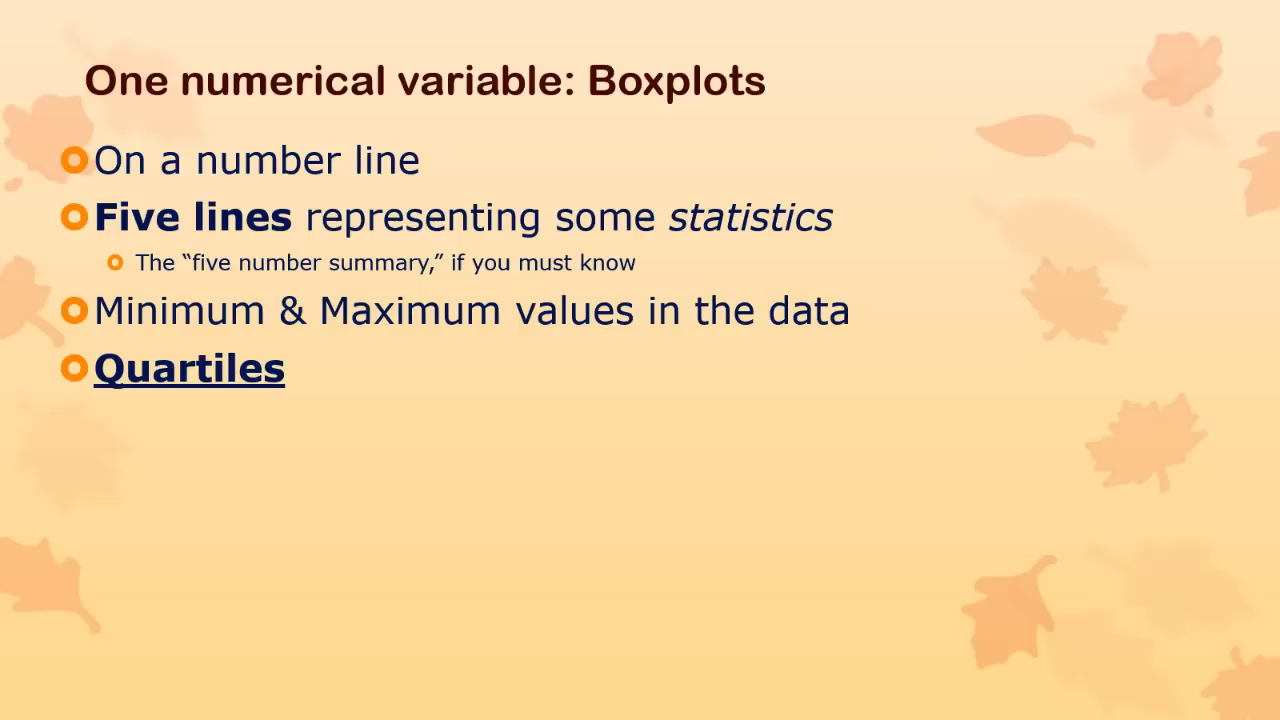 One numerical variable: Boxplots
On a number line
Five lines representing some statistics
The “five number summary,” if you must know
Minimum & Maximum values in the data
Quartiles